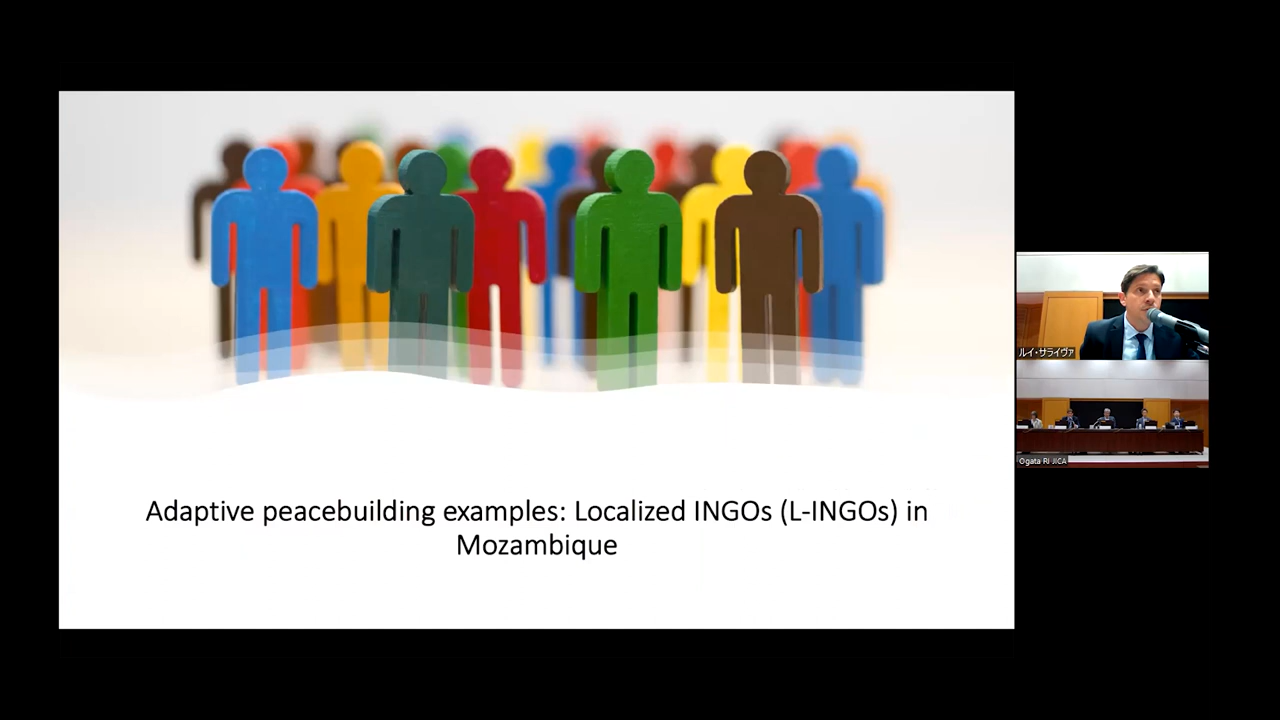 Adaptive peacebuilding examples: Localized INGOs (L-INGOs) in
Mozambique
ルイ・サライヴァ
Ogata RI JICA